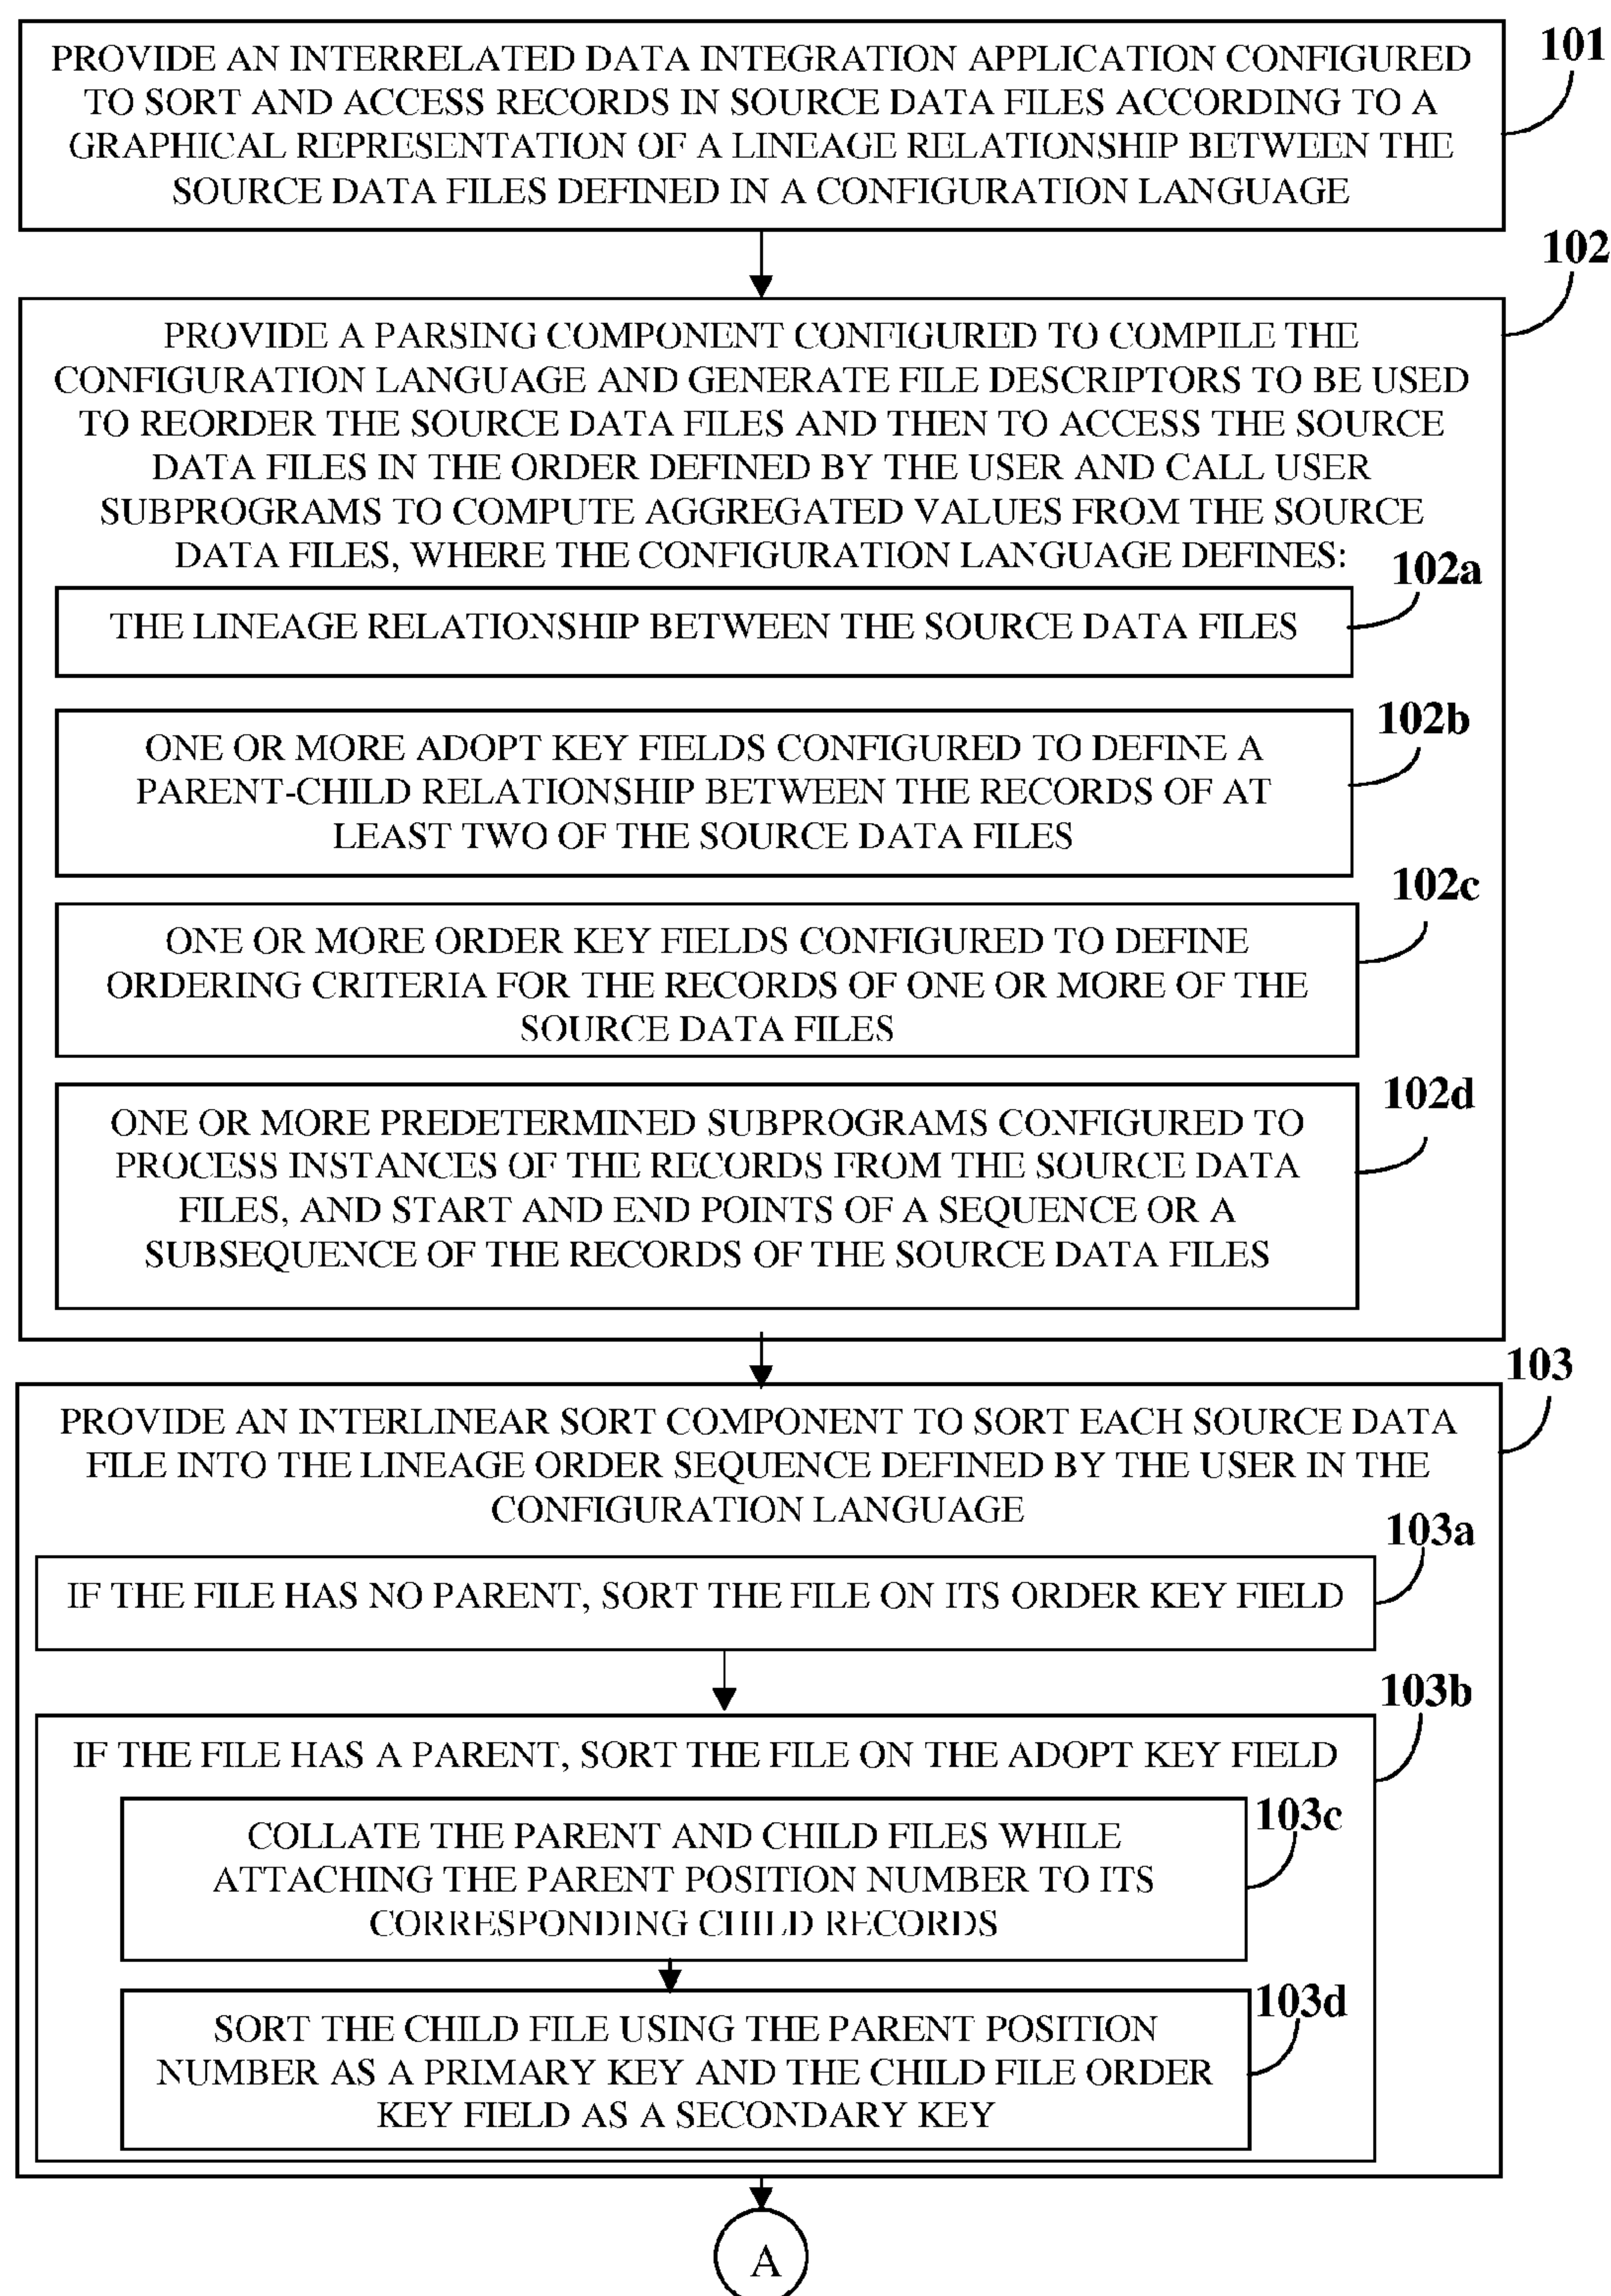 PROVIDE AN INTERRELATED DATA INTEGRATION APPLICATION CONFIGURED
TO SORT AND ACCESS RECORDS IN SOURCE DATA FILES ACCORDING TO A
GRAPHICAL REPRESENTATION OF A LINEAGE RELATIONSHIP BETWEEN THE
SOURCE DATA FILES DEFINED IN A CONFIGURATION LANGUAGE
101
102
PROVIDE A PARSING COMPONENT CONFIGURED TO COMPILE THE
CONFIGURATION LANGUAGE AND GENERATE FILE DESCRIPTORS TO BE USED
TO REORDER THE SOURCE DATA FILES AND THEN TO ACCESS THE SOURCE
DATA FILES IN THE ORDER DEFINED BY THE USER AND CALL USER
SUBPROGRAMS TO COMPUTE AGGREGATED VALUES FROM THE SOURCE
DATA FILES, WHERE THE CONFIGURATION LANGUAGE DEFINES:
102a
THE LINEAGE RELATIONSHIP BETWEEN THE SOURCE DATA FILES
102b
ONE OR MORE ADOPT KEY FIELDS CONFIGURED TO DEFINE A
PARENT-CHILD RELATIONSHIP BETWEEN THE RECORDS OF AT
LEAST TWO OF THE SOURCE DATA FILES
102c
ONE OR MORE ORDER KEY FIELDS CONFIGURED TO DEFINE
ORDERING CRITERIA FOR THE RECORDS OF ONE OR MORE OF THE
SOURCE DATA FILES
102d
ONE OR MORE PREDETERMINED SUBPROGRAMS CONFIGURED TO
PROCESS INSTANCES OF THE RECORDS FROM THE SOURCE DATA
FILES, AND START AND END POINTS OF A SEQUENCE OR A
SUBSEQUENCE OF THE RECORDS OF THE SOURCE DATA FILES
103
PROVIDE AN INTERLINEAR SORT COMPONENT TO SORT EACH SOURCE DATA
FILE INTO THE LINEAGE ORDER SEQUENCE DEFINED BY THE USER IN THE
CONFIGURATION LANGUAGE
103a
IF THE FILE HAS NO PARENT, SORT THE FILE ON ITS ORDER KEY FIELD
103b
IF THE FILE HAS A PARENT, SORT THE FILE ON THE ADOPT KEY FIELD
103c
COLLATE THE PARENT AND CHILD FILES WHILE
ATTACHING THE PARENT POSITION NUMBER TO ITS
CORRESPONDING CHILD RECORDS
103d
SORT THE CHILD FILE USING THE PARENT POSITION
NUMBER AS A PRIMARY KEY AND THE CHILD FILE ORDER
KEY FIELD AS A SECONDARY KEY
A